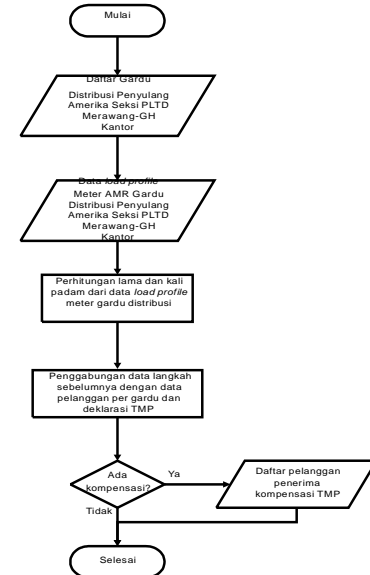 Mulai
Daftar Gardu
Distribusi Penyulang
Amerika Seksi PLTD
Merawang-GH
Kantor
Data load profile
Meter AMR Gardu
Distribusi Penyulang
Amerika Seksi PLTD
Merawang-GH
Kantor
Perhitungan lama dan kali
padam dari data load profile
meter gardu distribusi
Penggabungan data langkah
sebelumnya dengan data
pelanggan per gardu dan
deklarasi TMP
Ada
kompensasi?
Ya
Daftar pelanggan
penerima
kompensasi TMP
Tidak
Selesai